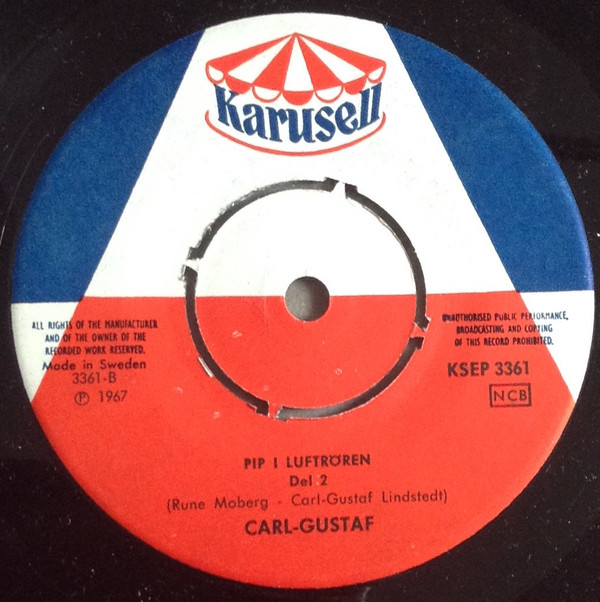 Karusell
ALL RIGHTS OF THE MANUFACTURER
AND OF THE OWNER OF THE
RECORDED WORK RESERVED.
Made in Sweden
3361-B
Ⓟ 1967
UNAUTHORISED PUBLIC PERFORMANCE,
BROADCASTING AND COPYING
OF THIS RECORD PROHIBITED.
KSEP 3361
NCB
PIP I LUFTRÖREN
Del 2
(Rune Moberg - Carl-Gustaf Lindstedt)
CARL-GUSTAF